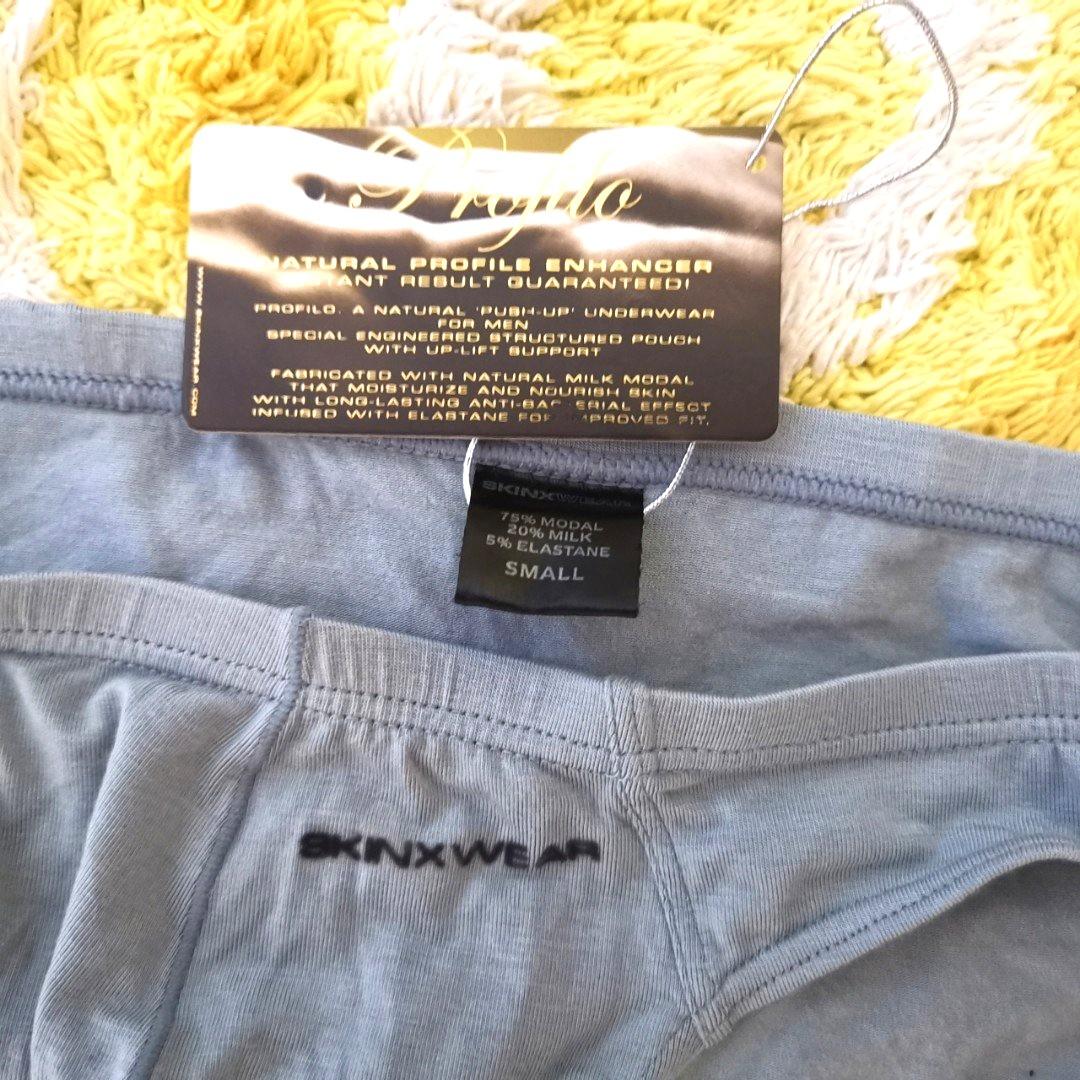 Profilo
NATURAL PROFILE ENHANCER
INSTANT RESULT GUARANTEED!
PROFILO. A NATURAL 'PUSH-UP' UNDERWEAR
FOR MEN
SPECIAL ENGINEERED STRUCTURED POUCH
WITH UP-LIFT SUPPORT
FABRICATED WITH NATURAL MILK MODAL
THAT MOISTURIZE AND NOURISH SKIN
WITH LONG-LASTING ANTI-BACTERIAL EFFECT
INFUSED WITH ELASTANE FOR IMPROVED FIT.
SKINXWEAR
75% MODAL
20% MILK
5% ELASTANE
SMALL
SKINXWEAR